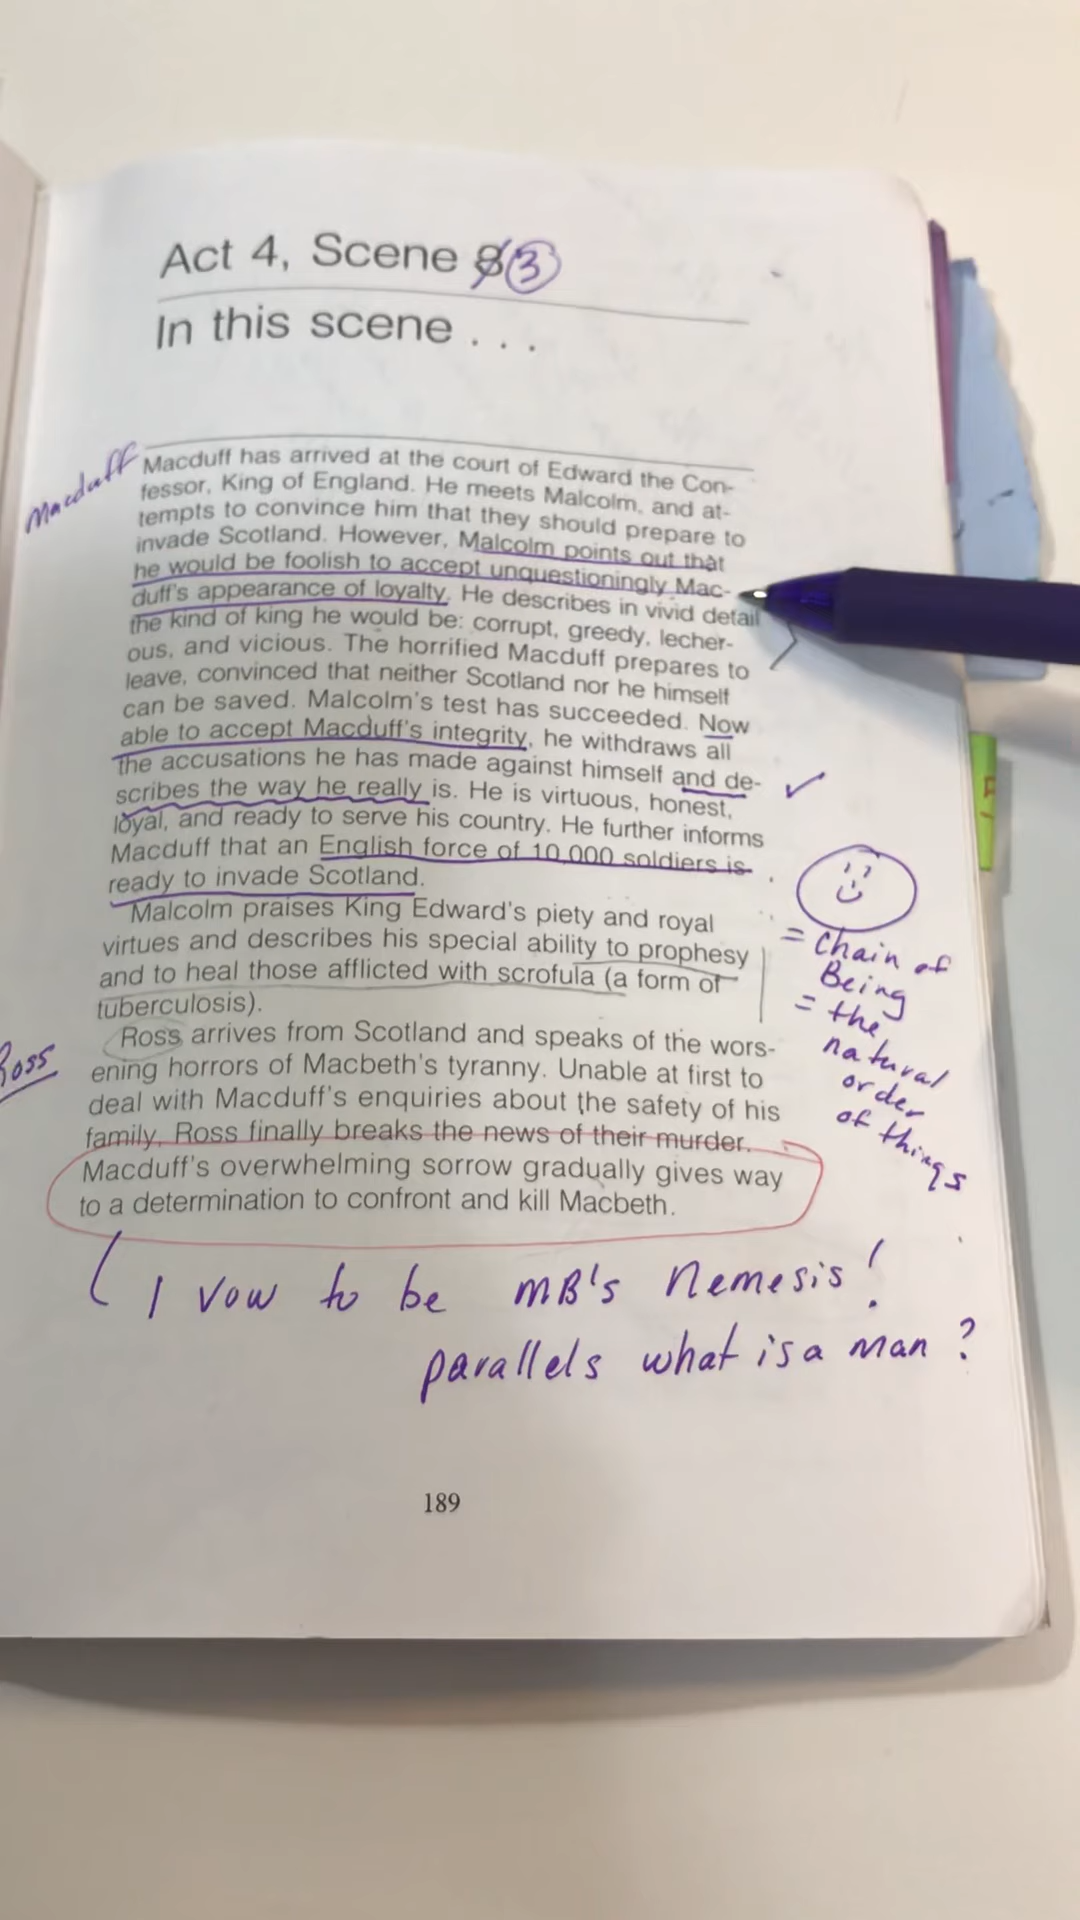 Act 4, Scene 8 3
In this scene . . .
Macduff
Macduff has arrived at the court of Edward the Con-
fessor, King of England. He meets Malcolm, and at-
tempts to convince him that they should prepare to
invade Scotland. However, Malcolm points out that
he would be foolish to accept unquestioningly Mac-
duff's appearance of loyalty. He describes in vivid detail
the kind of king he would be: corrupt, greedy, lecher-
ous, and vicious. The horrified Macduff prepares to
leave, convinced that neither Scotland nor he himself
can be saved. Malcolm's test has succeeded. Now
able to accept Macduff's integrity, he withdraws all
the accusations he has made against himself and de-
scribes the way he really is. He is virtuous, honest,
loyal, and ready to serve his country. He further informs
Macduff that an English force of 10,000 soldiers is
ready to invade Scotland.
Malcolm praises King Edward's piety and royal
virtues and describes his special ability to prophesy
and to heal those afflicted with scrofula (a form of
tuberculosis).
= Chain of
Being
= the
natural
order
of things
Ross
Ross arrives from Scotland and speaks of the wors-
ening horrors of Macbeth's tyranny. Unable at first to
deal with Macduff's enquiries about the safety of his
family, Ross finally breaks the news of their murder.
Macduff's overwhelming sorrow gradually gives way
to a determination to confront and kill Macbeth.
I vow to be MB's Nemesis!
parallels what is a man?
189